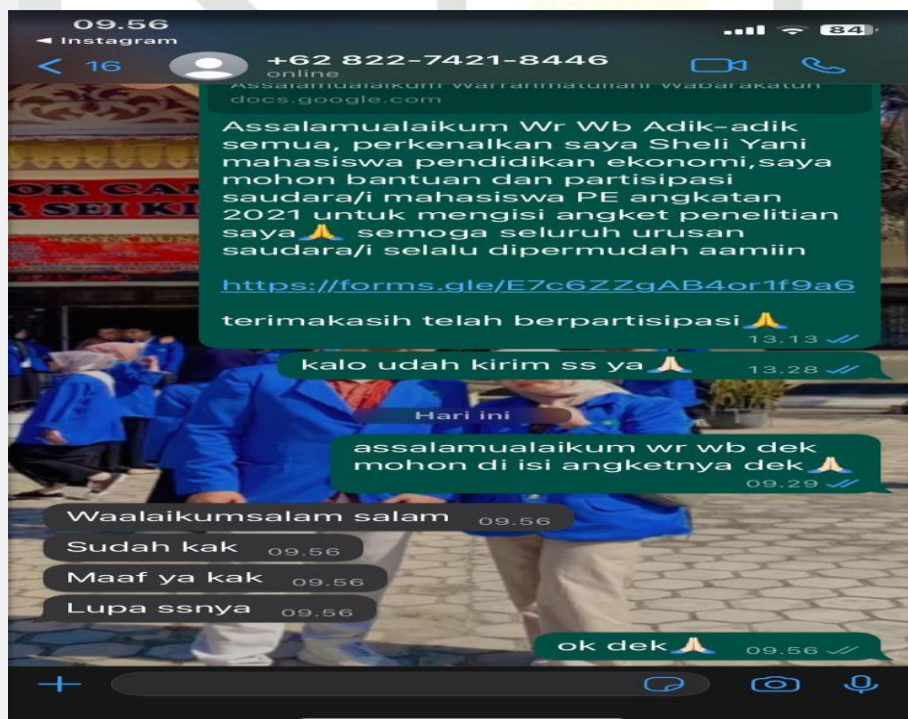 09.56
◄ Instagram
84
16
+62 822-7421-8446
online
Assalamualaikum Warranmatullahi Wabarakatuh
docs.google.com
Assalamualaikum Wr Wb Adik-adik
semua, perkenalkan saya Sheli Yani
mahasiswa pendidikan ekonomi,saya
mohon bantuan dan partisipasi
saudara/i mahasiswa PE angkatan
2021 untuk mengisi angket penelitian
saya🙏 semoga seluruh urusan
saudara/i selalu dipermudah aamiin
https://forms.gle/E7c6ZZgAB4or1f9a6
terimakasih telah berpartisipasi🙏
13.13
kalo udah kirim ss ya🙏 13.28
Hari ini
assalamualaikum wr wb dek
mohon di isi angketnya dek🙏
09.29
Waalaikumsalam salam 09.56
Sudah kak 09.56
Maaf ya kak 09.56
Lupa ssnya 09.56
ok dek🙏 09.56